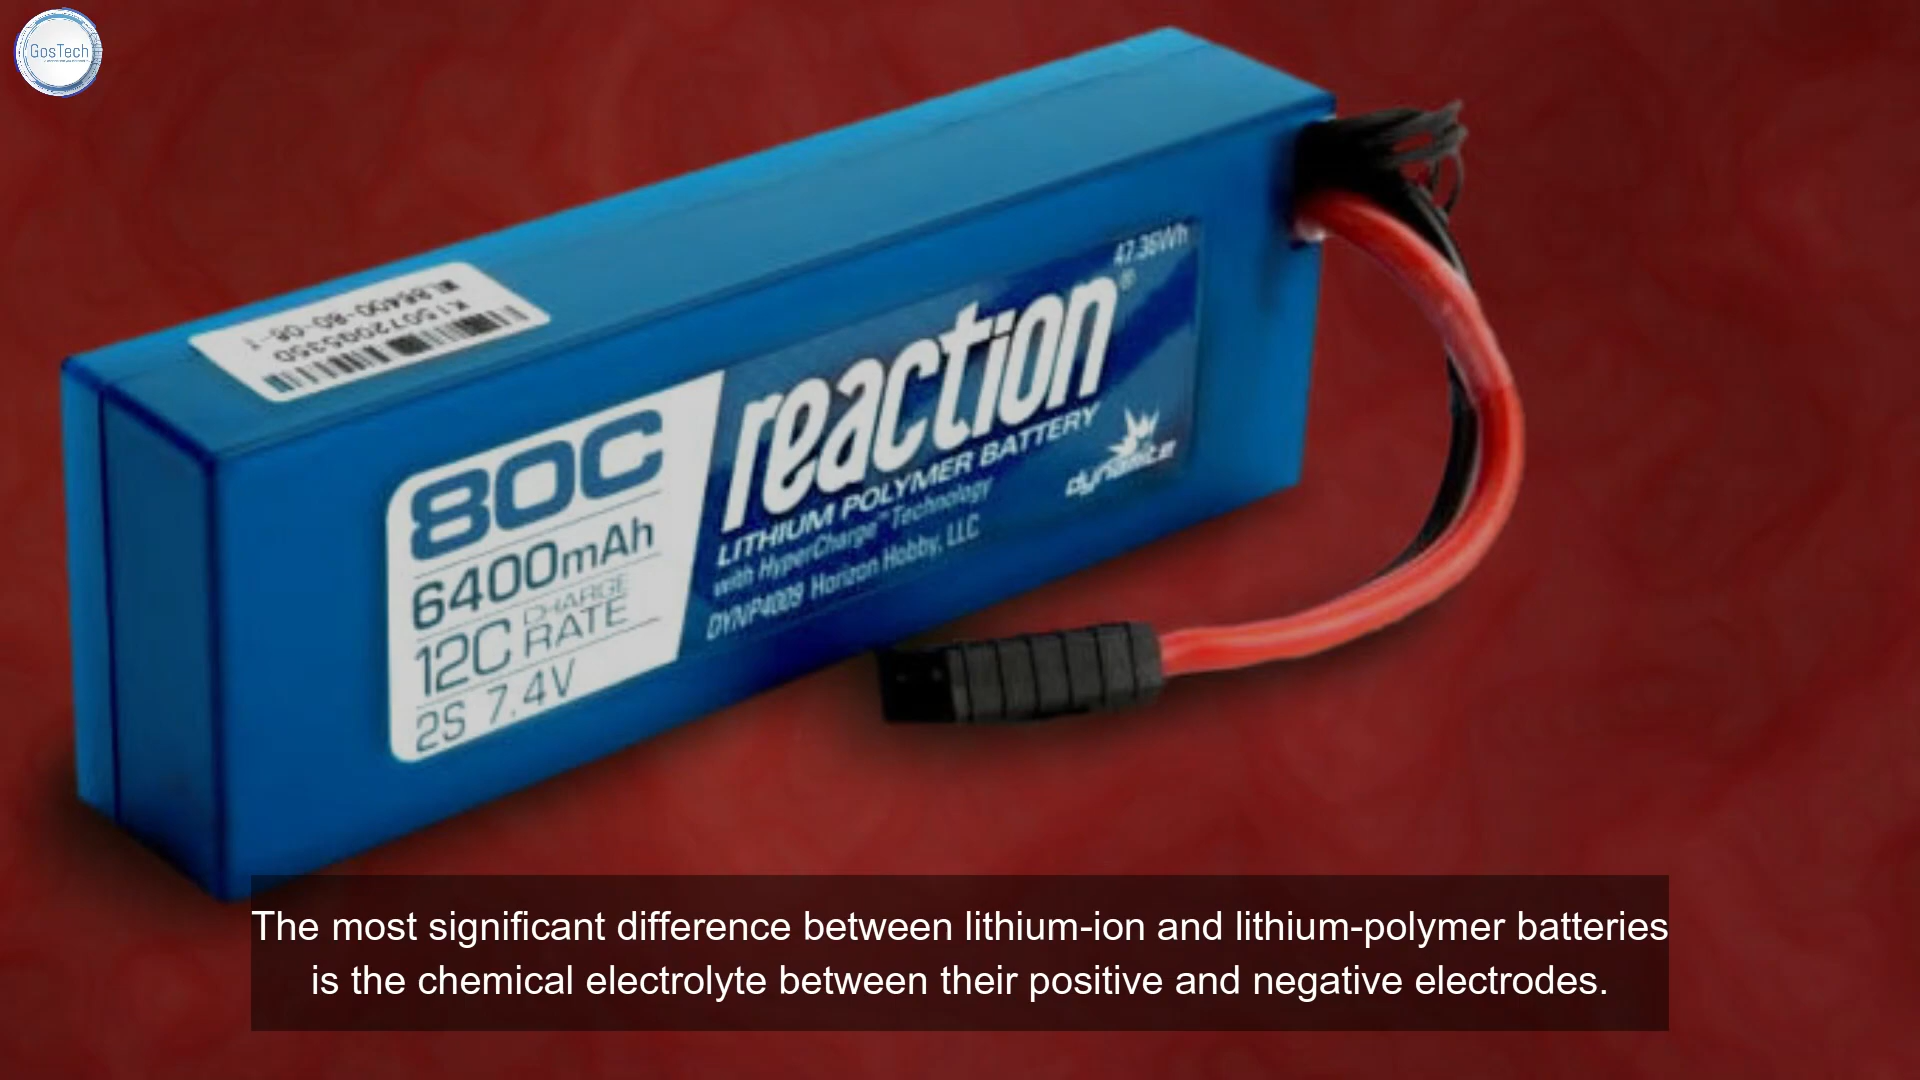 GosTech
47.36Wh
80C
6400mAh
12C CHARGE RATE
2S 7.4V
reaction®
LITHIUM POLYMER BATTERY
with HyperCharge™ Technology
DYNP4009 Horizon Hobby, LLC
dynamite
The most significant difference between lithium-ion and lithium-polymer batteries
is the chemical electrolyte between their positive and negative electrodes.